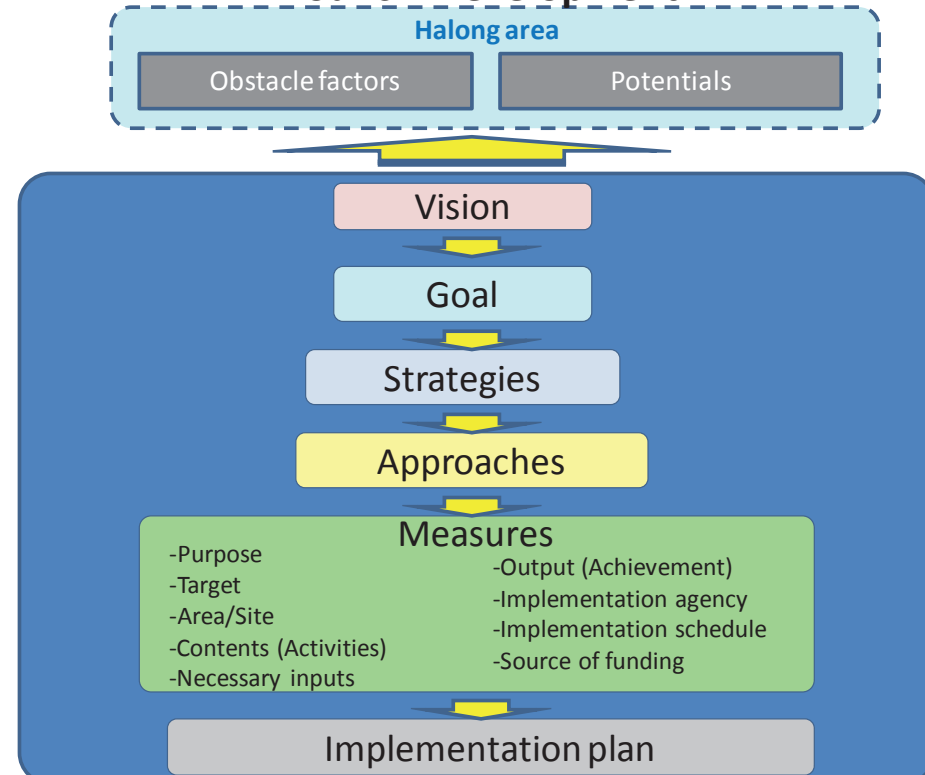 Halong area
Obstacle factors
Potentials
Vision
Goal
Strategies
Approaches
Measures
-Purpose
-Target
-Area/Site
-Contents (Activities)
-Necessary inputs
-Output (Achievement)
-Implementation agency
-Implementation schedule
-Source of funding
Implementation plan